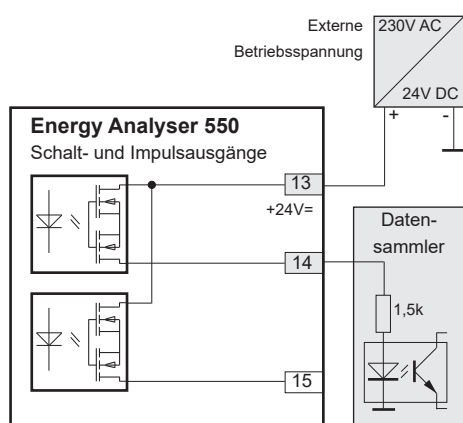 Externe
Betriebsspannung
230V AC
24V DC
+ -
Energy Analyser 550
Schalt- und Impulsausgänge
13
+24V=
Daten-
sammler
14
1,5k
15